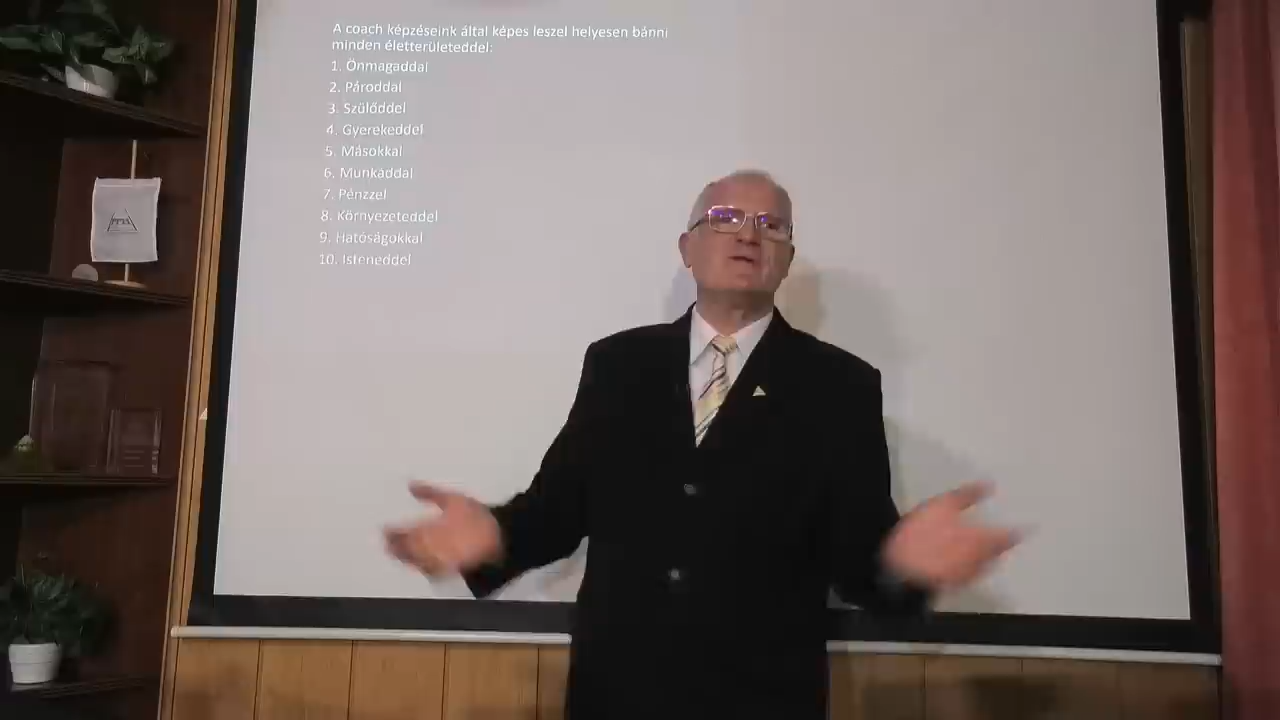 A coach képzéseink által képes leszel helyesen bánni
minden életterületeddel:
1. Önmagaddal
2. Pároddal
3. Szülőddel
4. Gyerekeddel
5. Másokkal
6. Munkáddal
7. Pénzzel
8. Környezeteddel
9. Hatóságokkal
10. Isteneddel